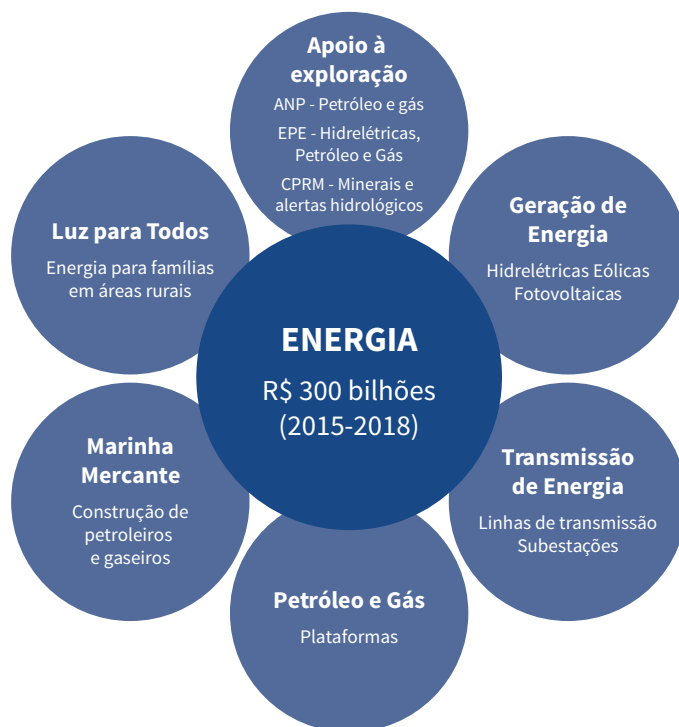 Apoio à
exploração
ANP - Petróleo e gás
EPE - Hidrelétricas,
Petróleo e Gás
CPRM - Minerais e
alertas hidrológicos
Luz para Todos
Energia para famílias
em áreas rurais
Geração de
Energia
Hidrelétricas Eólicas
Fotovoltaicas
ENERGIA
R$ 300 bilhões
(2015-2018)
Marinha
Mercante
Construção de
petroleiros
e gaseiros
Transmissão
de Energia
Linhas de transmissão
Subestações
Petróleo e Gás
Plataformas